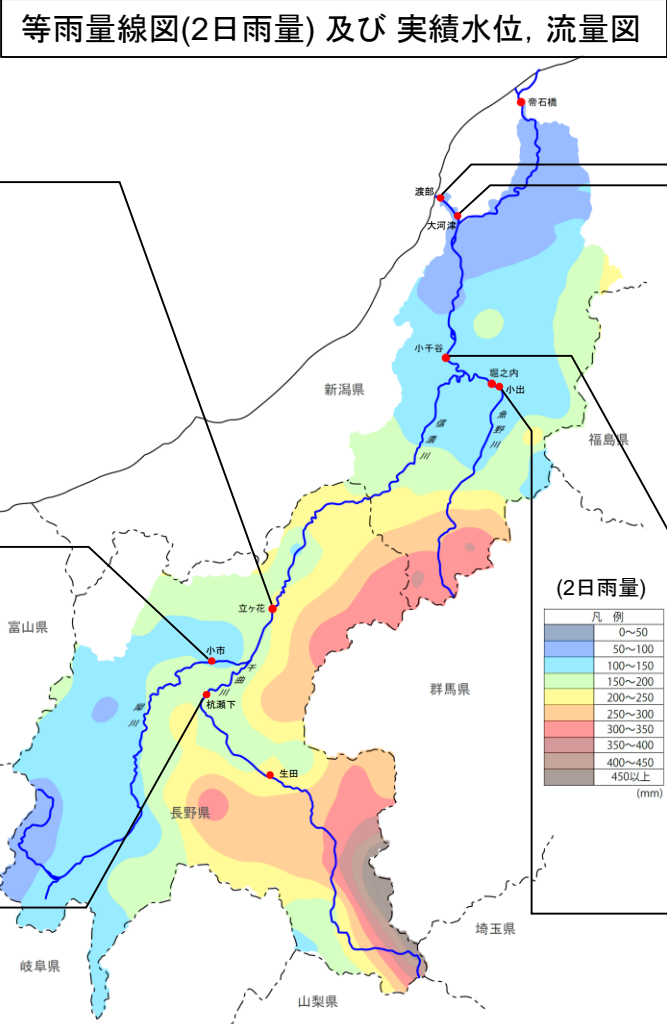 等雨量線図(2日雨量) 及び 実績水位，流量図
帝石橋
渡部
大河津
小千谷
堀之内
小出
新潟県
信濃川
魚野川
福島県
立ヶ花
富山県
小市
千曲川
杭瀬下
犀川
群馬県
生田
長野県
埼玉県
岐阜県
山梨県
(2日雨量)
凡 例
0～50
50～100
100～150
150～200
200～250
250～300
300～350
350～400
400～450
450以上
(mm)